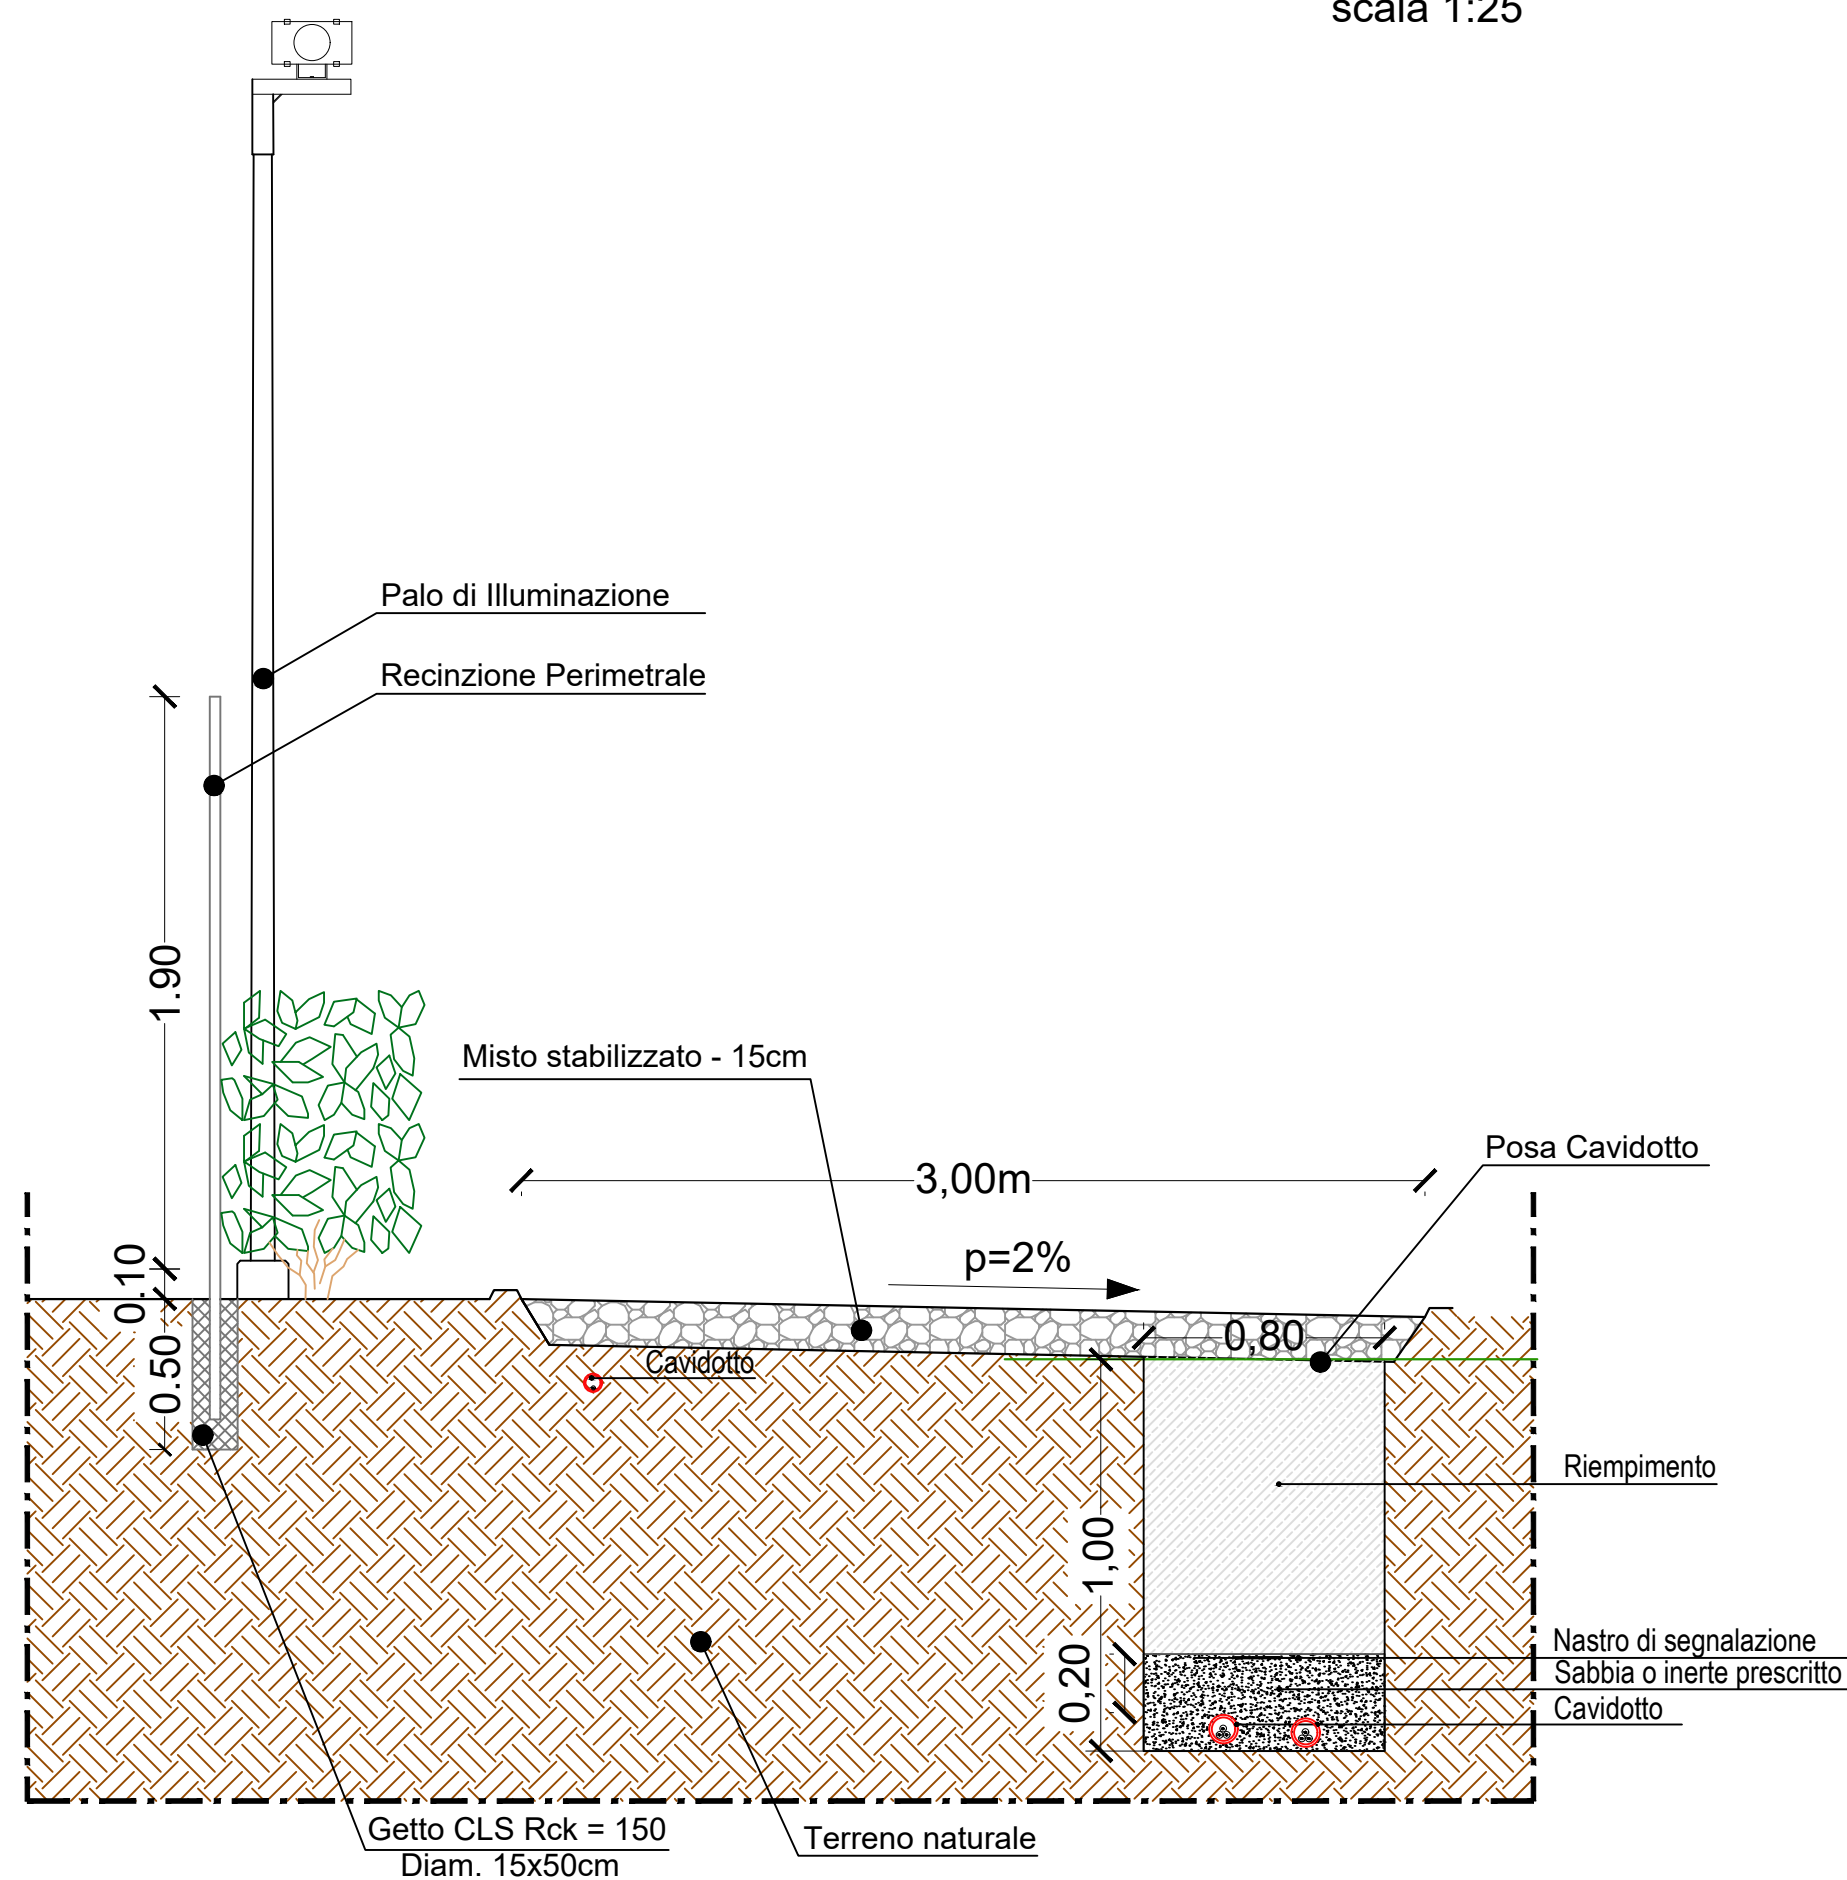 scala 1:25
Palo di Illuminazione
Recinzione Perimetrale
1.90
Misto stabilizzato - 15cm
Posa Cavidotto
3,00m
p=2%
0.10
0,80
Cavidotto
0.50
Riempimento
1,00
Nastro di segnalazione
0,20
Sabbia o inerte prescritto
Cavidotto
Getto CLS Rck = 150
Diam. 15x50cm
Terreno naturale